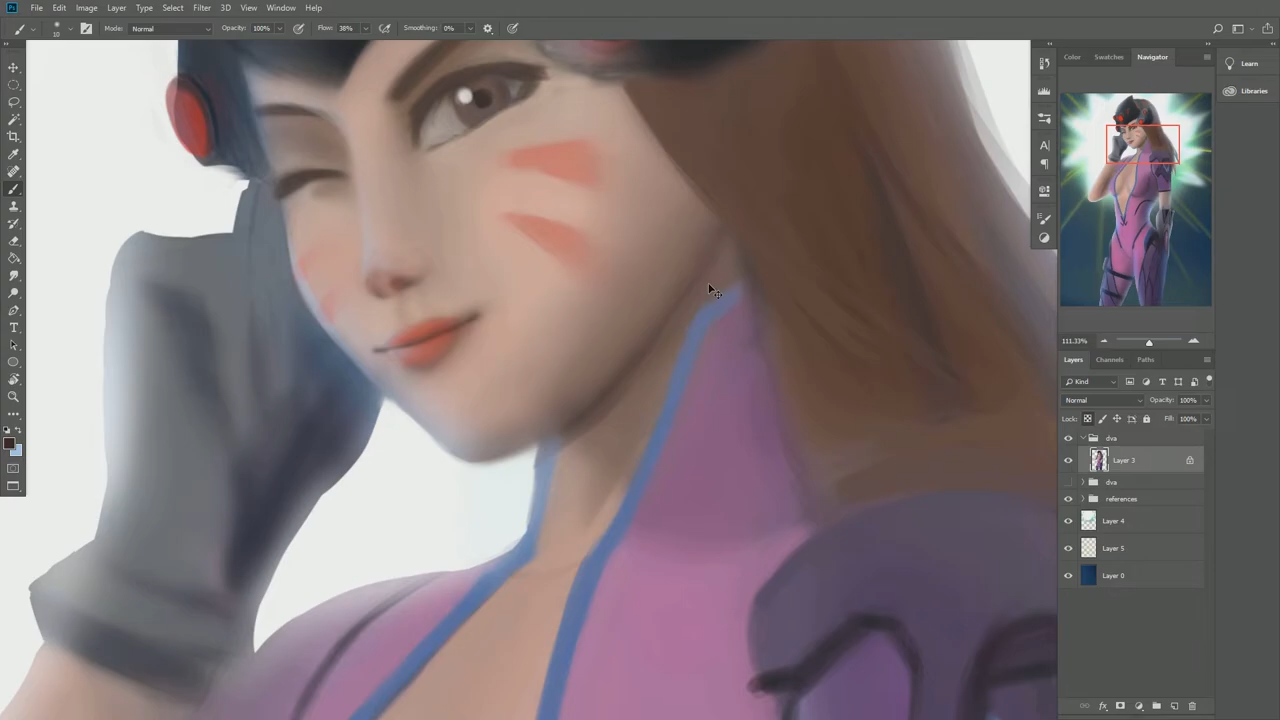 Ps File Edit Image Layer Type Select Filter 3D View Window Help
10 Mode: Normal Opacity: 100% Flow: 38% Smoothing: 0%
Color Swatches Navigator
Learn
Libraries
111.33%
Layers Channels Paths
Kind
Normal Opacity: 100%
Lock: Fill: 100%
dva
Layer 3
dva
references
Layer 4
Layer 5
Layer 0